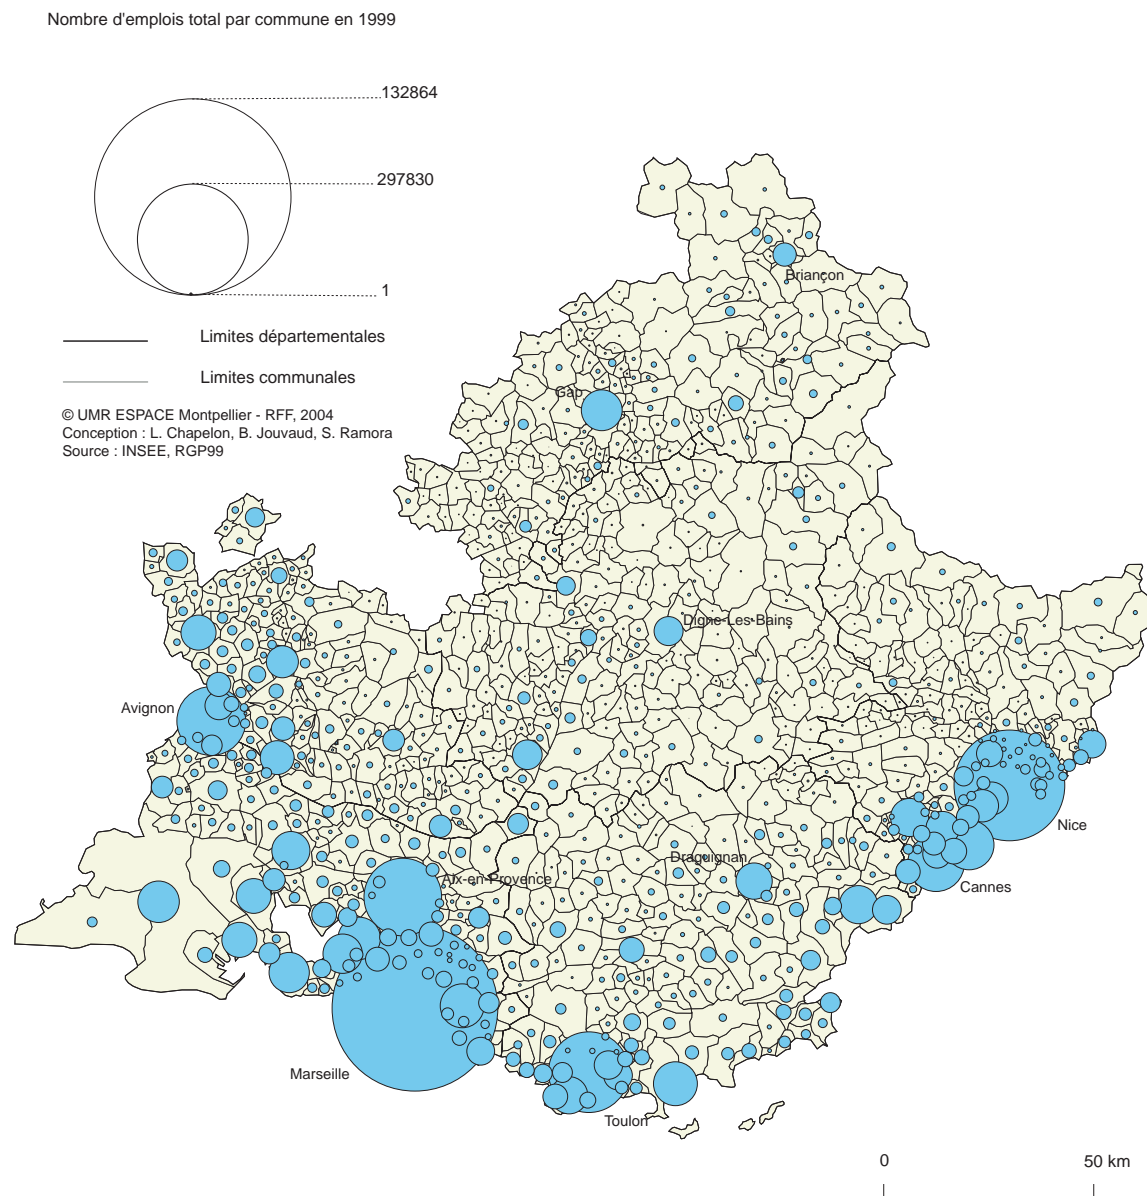 Nombre d'emplois total par commune en 1999
132864
297830
1
Limites départementales
Limites communales
© UMR ESPACE Montpellier - RFF, 2004
Conception : L. Chapelon, B. Jouvaud, S. Ramora
Source : INSEE, RGP99
Briançon
Gap
Digne-Les-Bains
Avignon
Nice
Draguignan
Aix-en-Provence
Cannes
Marseille
Toulon
0 50 km